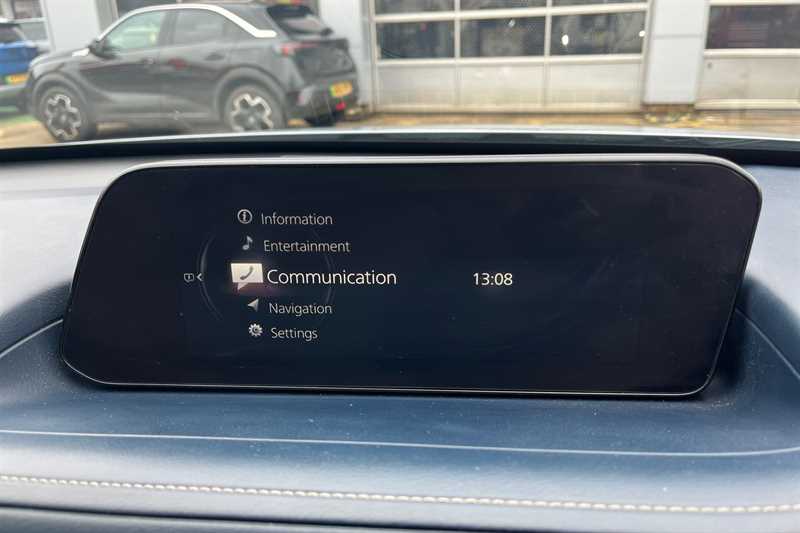 Information
Entertainment
Communication
13:08
Navigation
Settings